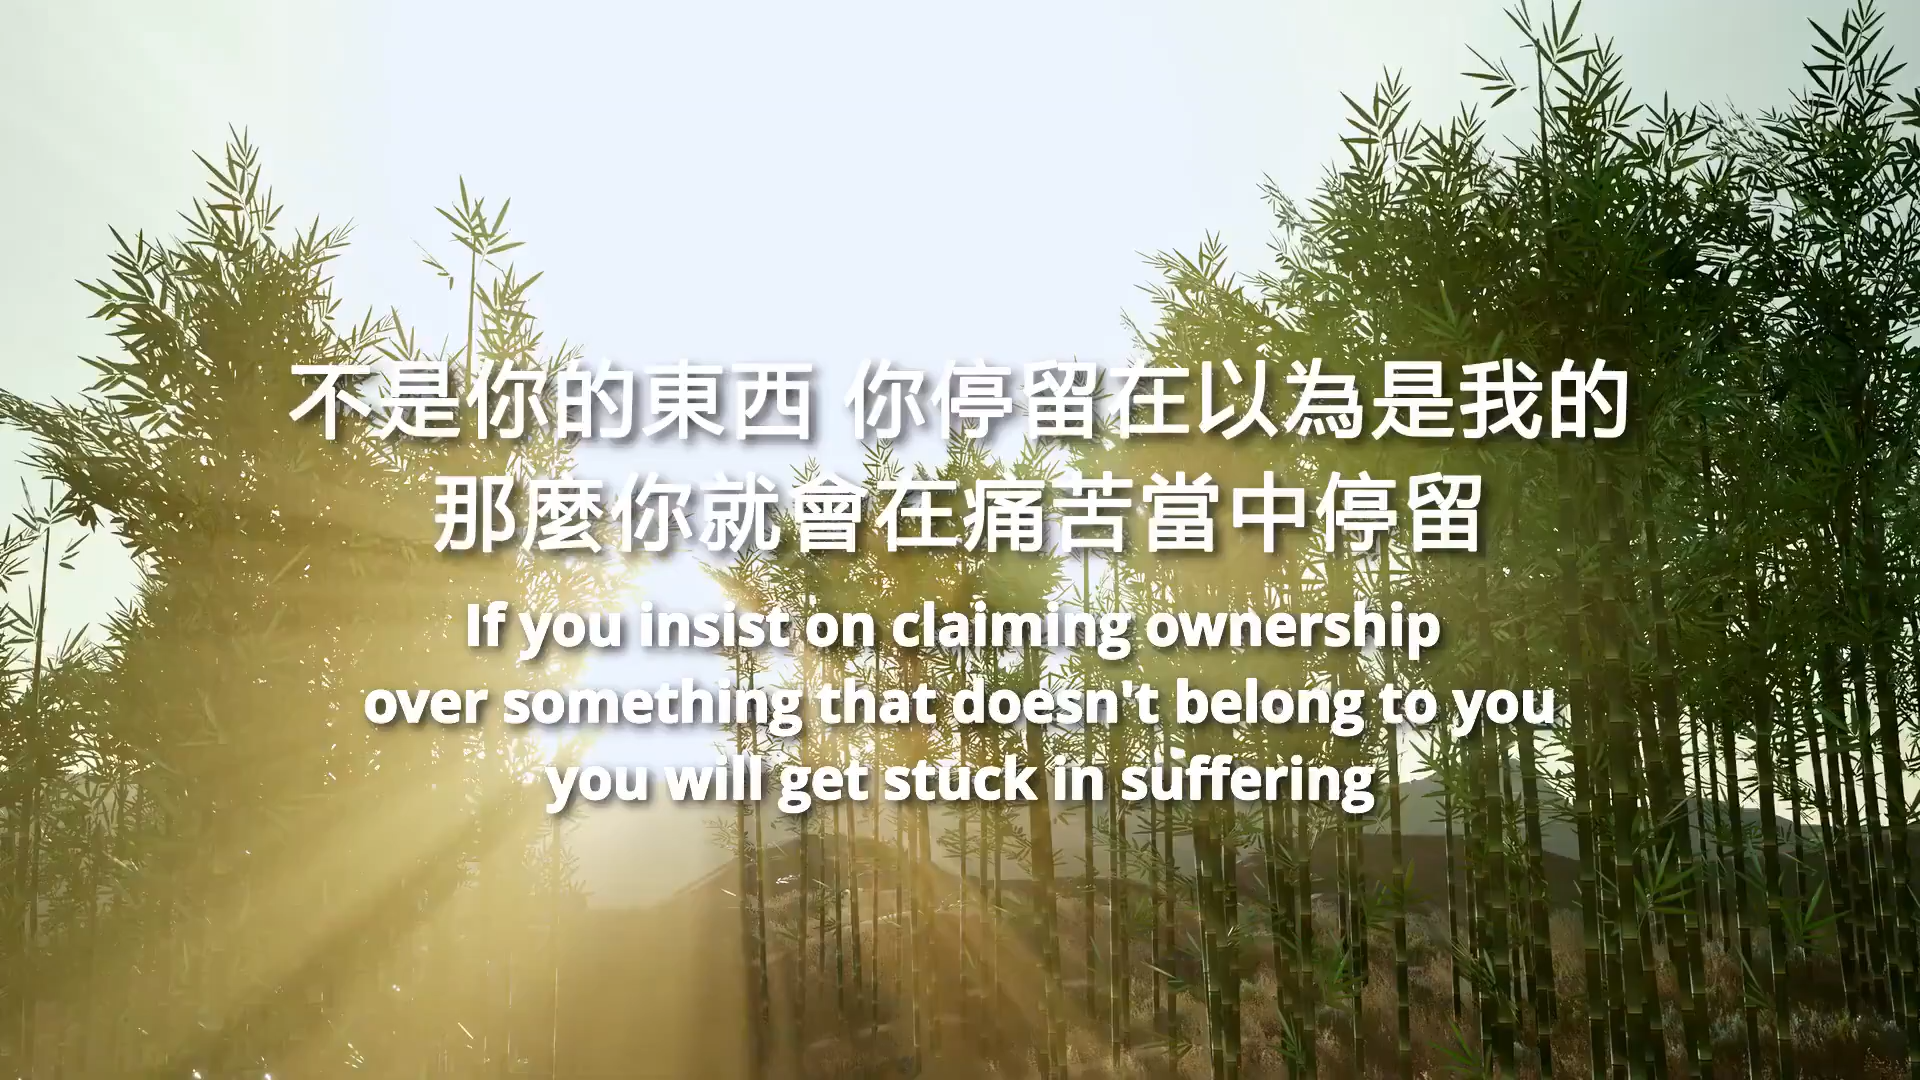 不是你的東西 你停留在以為是我的
那麼你就會在痛苦當中停留
If you insist on claiming ownership
over something that doesn't belong to you
you will get stuck in suffering